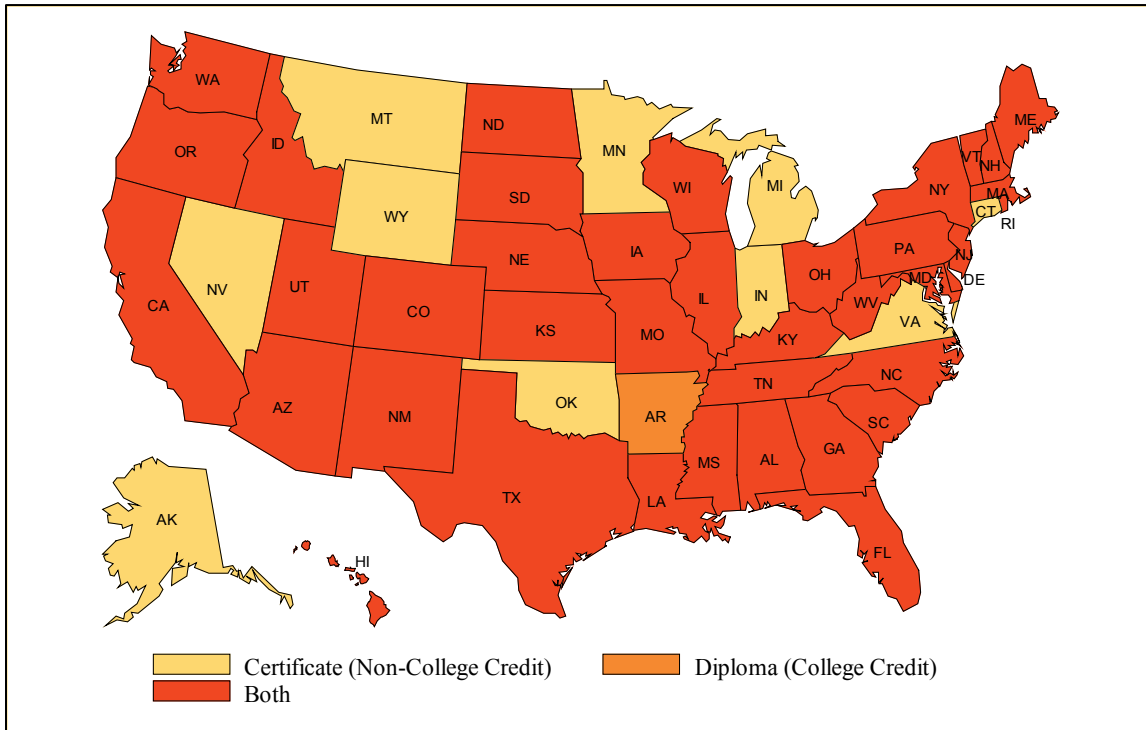 WA
MT
ND
MN
ME
OR
ID
VT
NH
WI
MI
NY
MA
SD
WY
CT
RI
IA
PA
NE
NJ
OH
MD
DE
NV
UT
IN
IL
WV
CA
CO
VA
KS
MO
KY
NC
TN
OK
AZ
NM
AR
SC
GA
MS
AL
TX
LA
AK
FL
HI
Certificate (Non-College Credit)
Diploma (College Credit)
Both